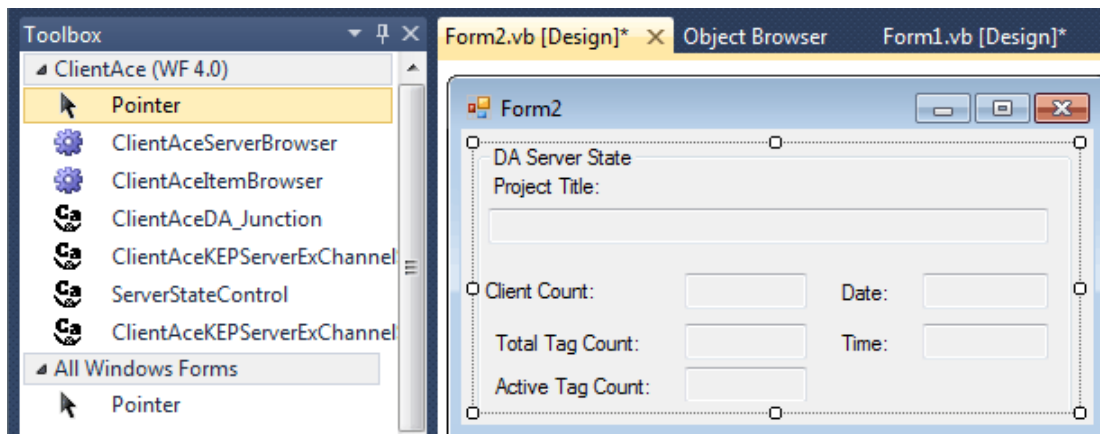 Toolbox
ClientAce (WF 4.0)
Pointer
ClientAceServerBrowser
ClientAceItemBrowser
ClientAceDA_Junction
ClientAceKEPServerExChannel
ServerStateControl
ClientAceKEPServerExChannel
All Windows Forms
Pointer
Form2.vb [Design]* Object Browser Form1.vb [Design]*
Form2
DA Server State
Project Title:
Client Count: Date:
Total Tag Count: Time:
Active Tag Count: